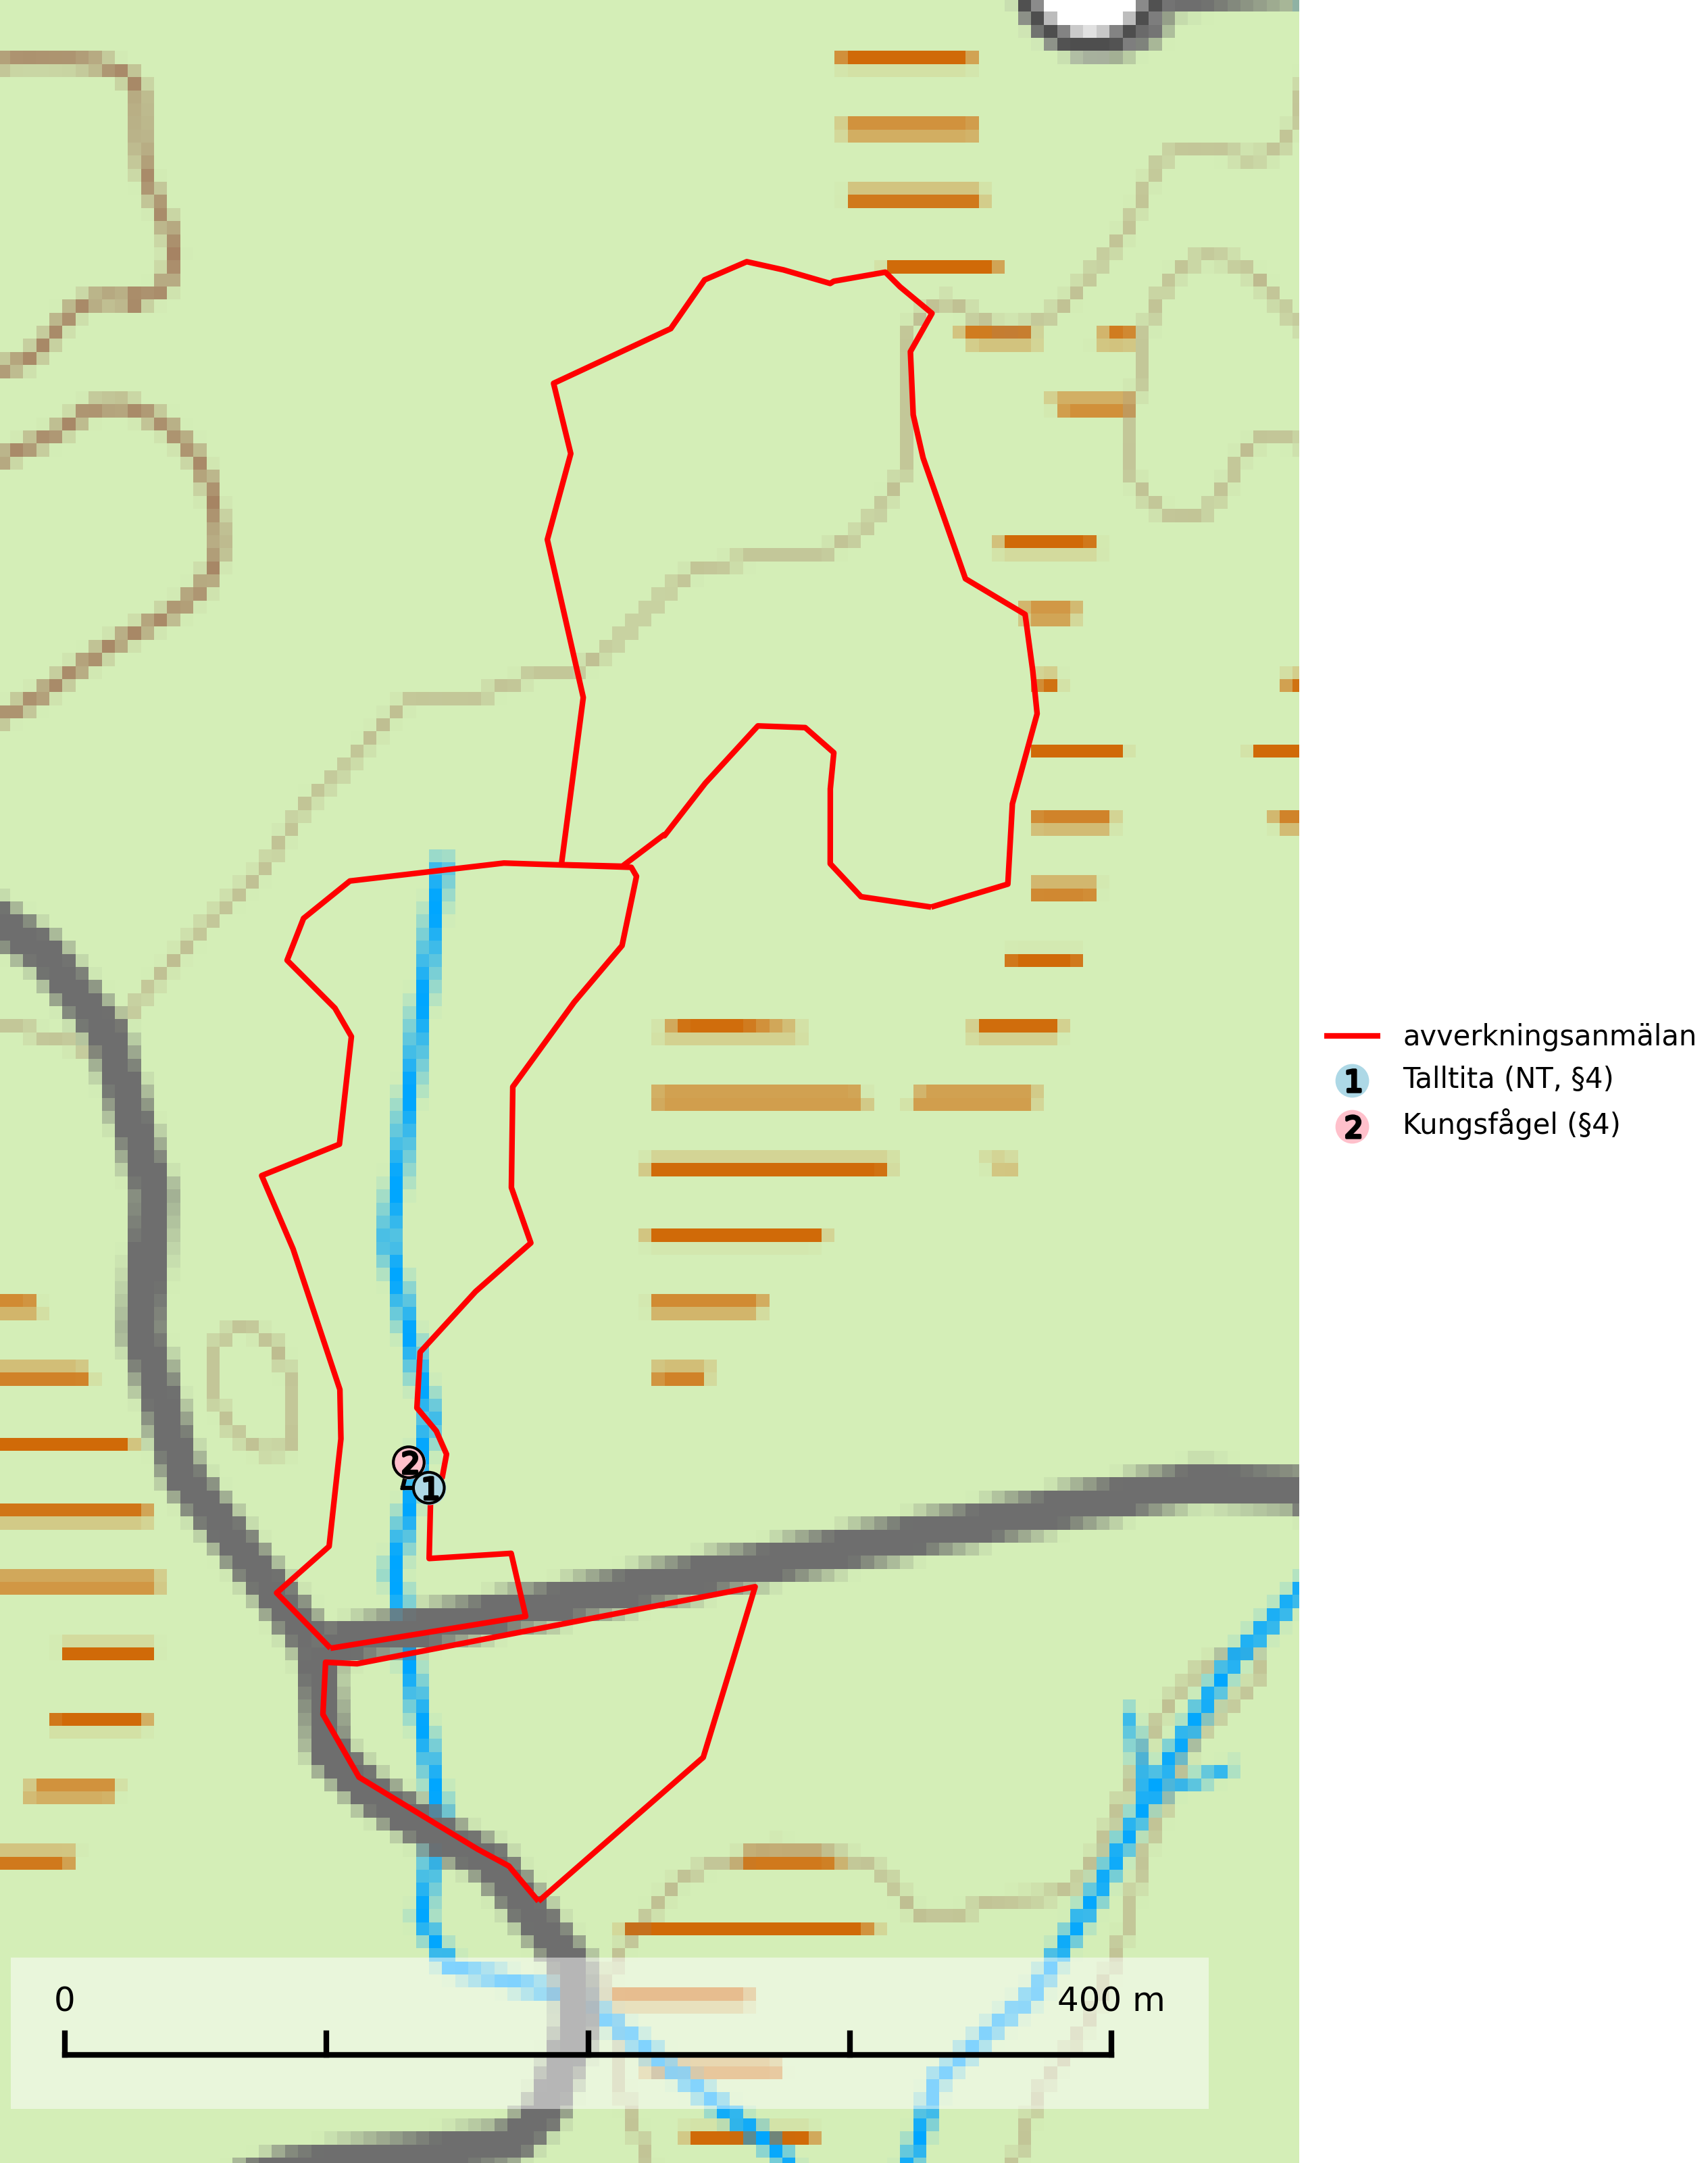 avverkningsanmälan
1 Talltita (NT, §4)
2 Kungsfågel (§4)
2
1
0 400 m